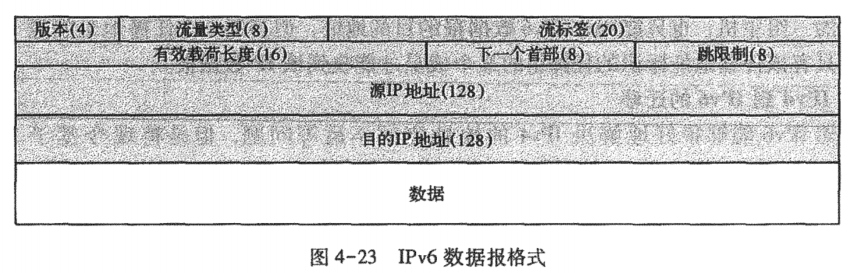 版本(4) 流量类型(8) 流标签(20)
有效载荷长度(16) 下一个首部(8) 跳限制(8)
源IP地址(128)
目的IP地址(128)
数据
图 4-23 IPv6 数据报格式